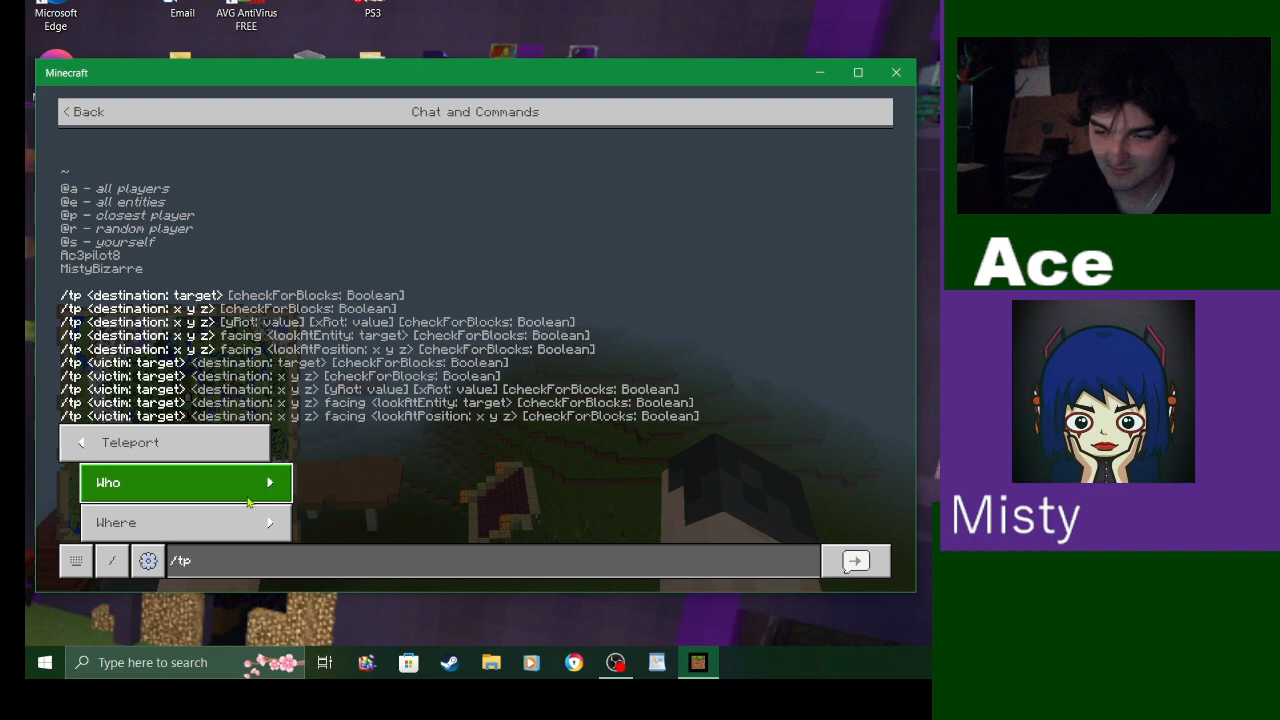 Microsoft
Edge
Email
AVG AntiVirus
FREE
PS3
Minecraft
< Back
Chat and Commands
~
@a - all players
@e - all entities
@p - closest player
@r - random player
@s - yourself
Ac3pilot8
MistyBizarre
/tp <destination: target> [checkForBlocks: Boolean]
/tp <destination: x y z> [checkForBlocks: Boolean]
/tp <destination: x y z> [yRot: value] [xRot: value] [checkForBlocks: Boolean]
/tp <destination: x y z> facing <lookAtEntity: target> [checkForBlocks: Boolean]
/tp <destination: x y z> facing <lookAtPosition: x y z> [checkForBlocks: Boolean]
/tp <victim: target> <destination: target> [checkForBlocks: Boolean]
/tp <victim: target> <destination: x y z> [checkForBlocks: Boolean]
/tp <victim: target> <destination: x y z> [yRot: value] [xRot: value] [checkForBlocks: Boolean]
/tp <victim: target> <destination: x y z> facing <lookAtEntity: target> [checkForBlocks: Boolean]
/tp <victim: target> <destination: x y z> facing <lookAtPosition: x y z> [checkForBlocks: Boolean]
Teleport
Who
Where
/
/tp
Type here to search
Ace
Misty